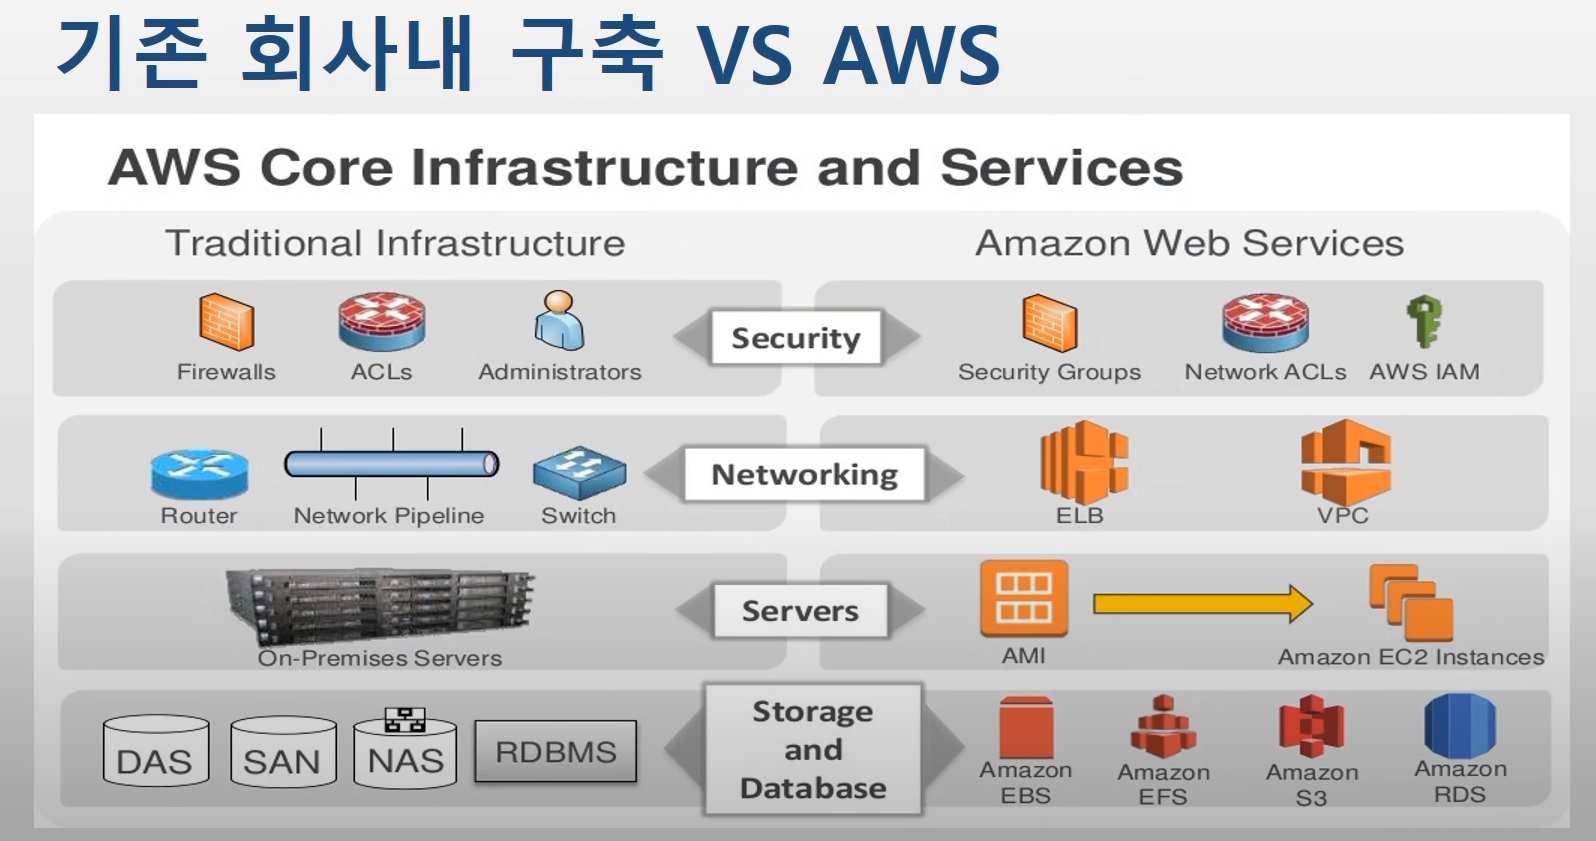 기존 회사내 구축 VS AWS
AWS Core Infrastructure and Services
Traditional Infrastructure
Amazon Web Services
Firewalls
ACLs
Administrators
Security
Security Groups
Network ACLs
AWS IAM
Router
Network Pipeline
Switch
Networking
ELB
VPC
On-Premises Servers
Servers
AMI
Amazon EC2 Instances
DAS
SAN
NAS
RDBMS
Storage
and
Database
Amazon
EBS
Amazon
EFS
Amazon
S3
Amazon
RDS